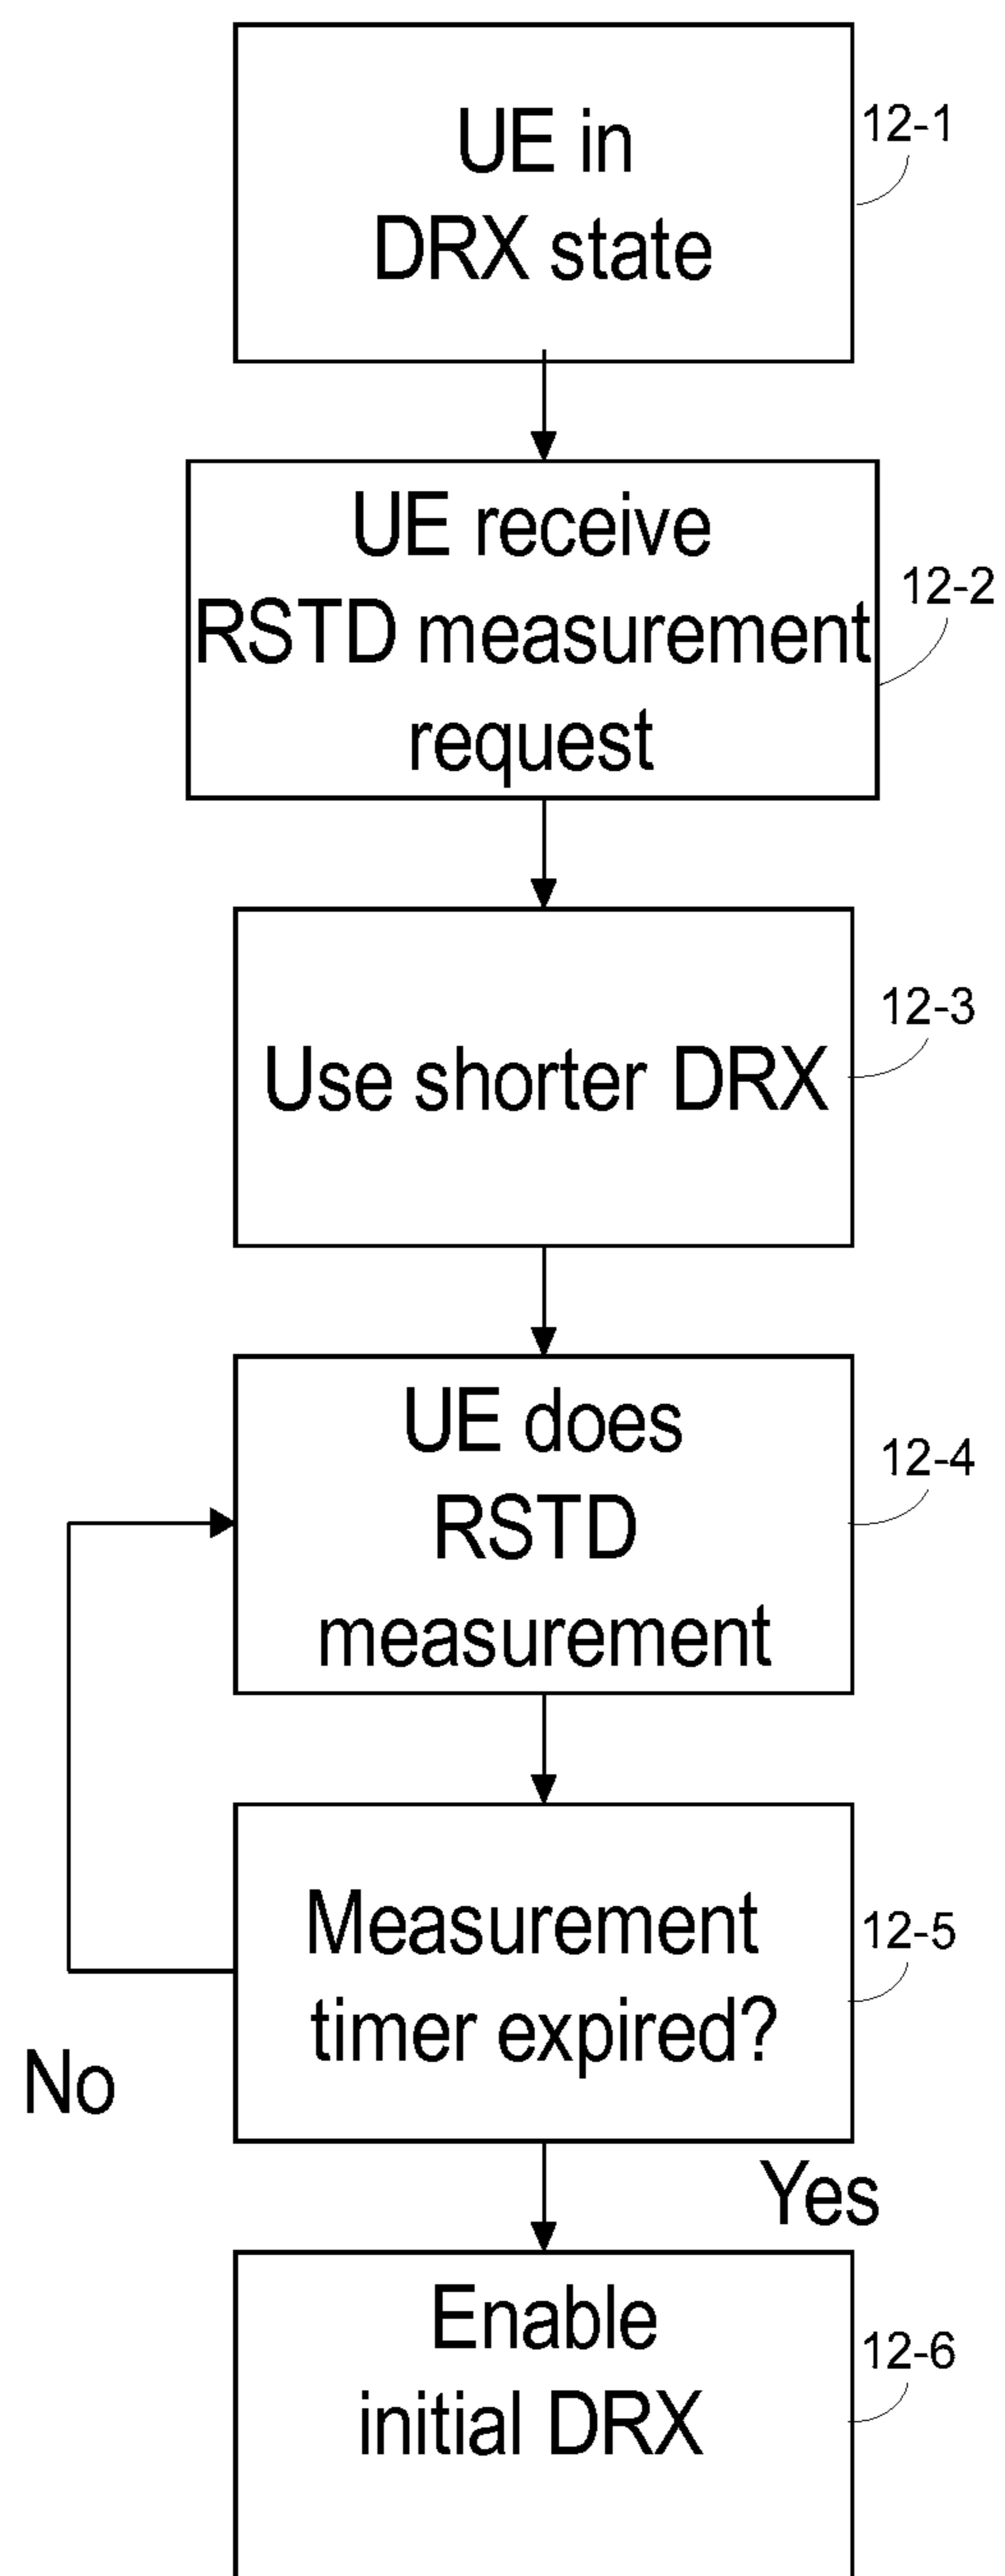 UE in
DRX state
12-1
UE receive
RSTD measurement
request
12-2
Use shorter DRX
12-3
UE does
RSTD
measurement
12-4
Measurement
timer expired?
12-5
No
Yes
Enable
initial DRX
12-6